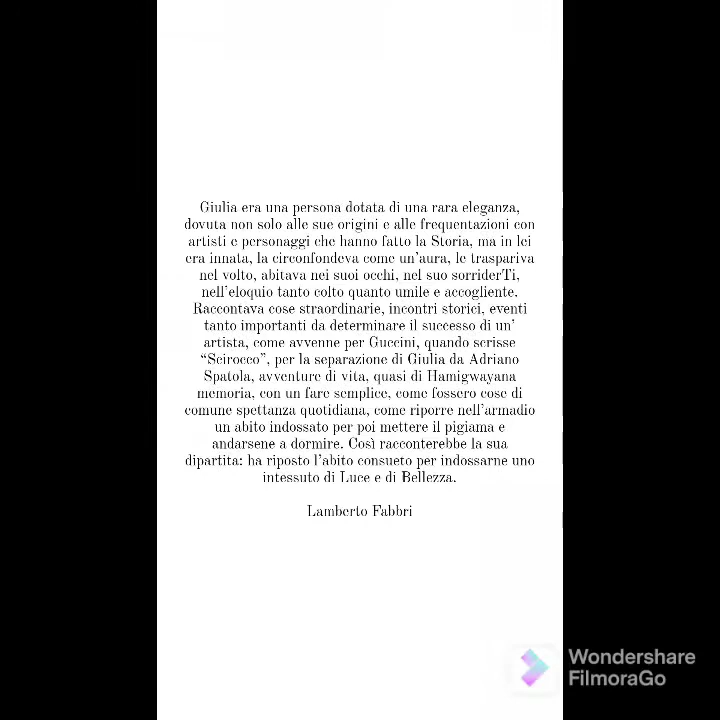 Giulia era una persona dotata di una rara eleganza,
dovuta non solo alle sue origini e alle frequentazioni con
artisti e personaggi che hanno fatto la Storia, ma in lei
era innata, la circonfondeva come un'aura, le traspariva
nel volto, abitava nei suoi occhi, nel suo sorriderTi,
nell'eloquio tanto colto quanto umile e accogliente.
Raccontava cose straordinarie, incontri storici, eventi
tanto importanti da determinare il successo di un'
artista, come avvenne per Guccini, quando scrisse
“Scirocco”, per la separazione di Giulia da Adriano
Spatola, avventure di vita, quasi di Hamigwayana
memoria, con un fare semplice, come fossero cose di
comune spettanza quotidiana, come riporre nell'armadio
un abito indossato per poi mettere il pigiama e
andarsene a dormire. Così racconterebbe la sua
dipartita: ha riposto l'abito consueto per indossarne uno
intessuto di Luce e di Bellezza.
Lamberto Fabbri
Wondershare
FilmoraGo